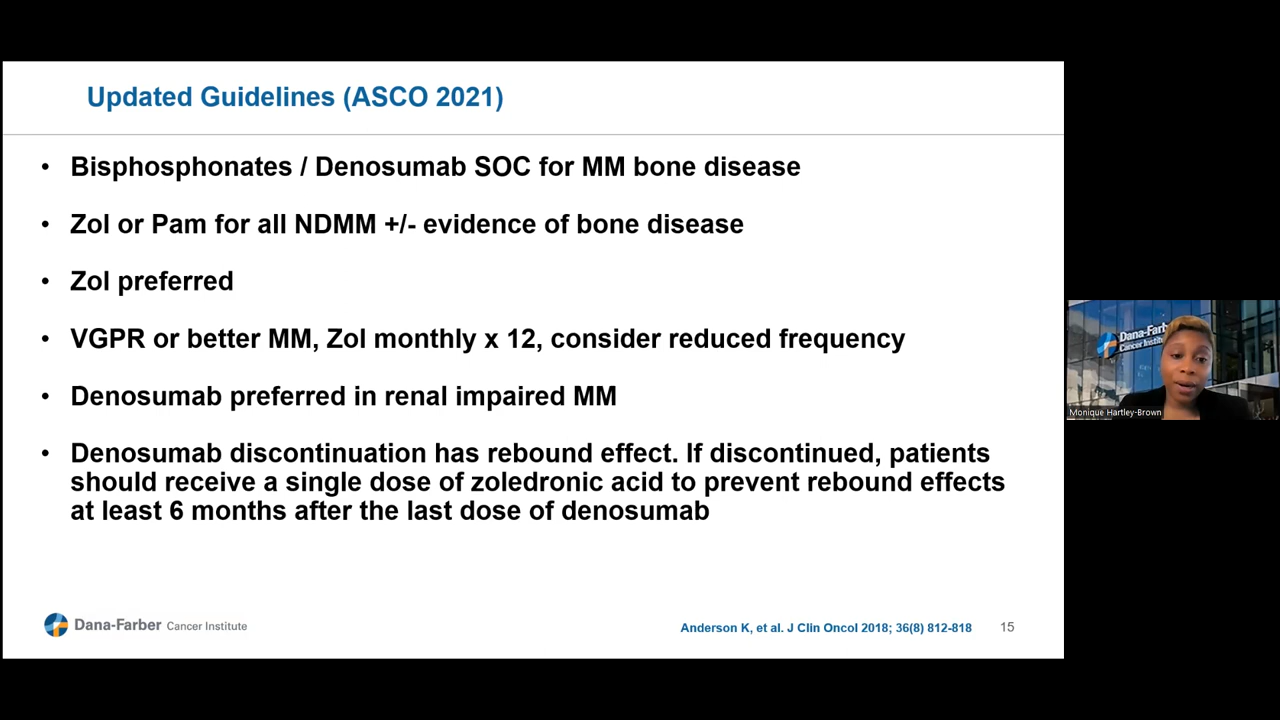 Updated Guidelines (ASCO 2021)
• Bisphosphonates / Denosumab SOC for MM bone disease
• Zol or Pam for all NDMM +/- evidence of bone disease
• Zol preferred
• VGPR or better MM, Zol monthly x 12, consider reduced frequency
• Denosumab preferred in renal impaired MM
• Denosumab discontinuation has rebound effect. If discontinued, patients
should receive a single dose of zoledronic acid to prevent rebound effects
at least 6 months after the last dose of denosumab
Dana-Farber Cancer Institute
Anderson K, et al. J Clin Oncol 2018; 36(8) 812-818
15
Dana-Farb
Cancer Institu
Monique Hartley-Brown